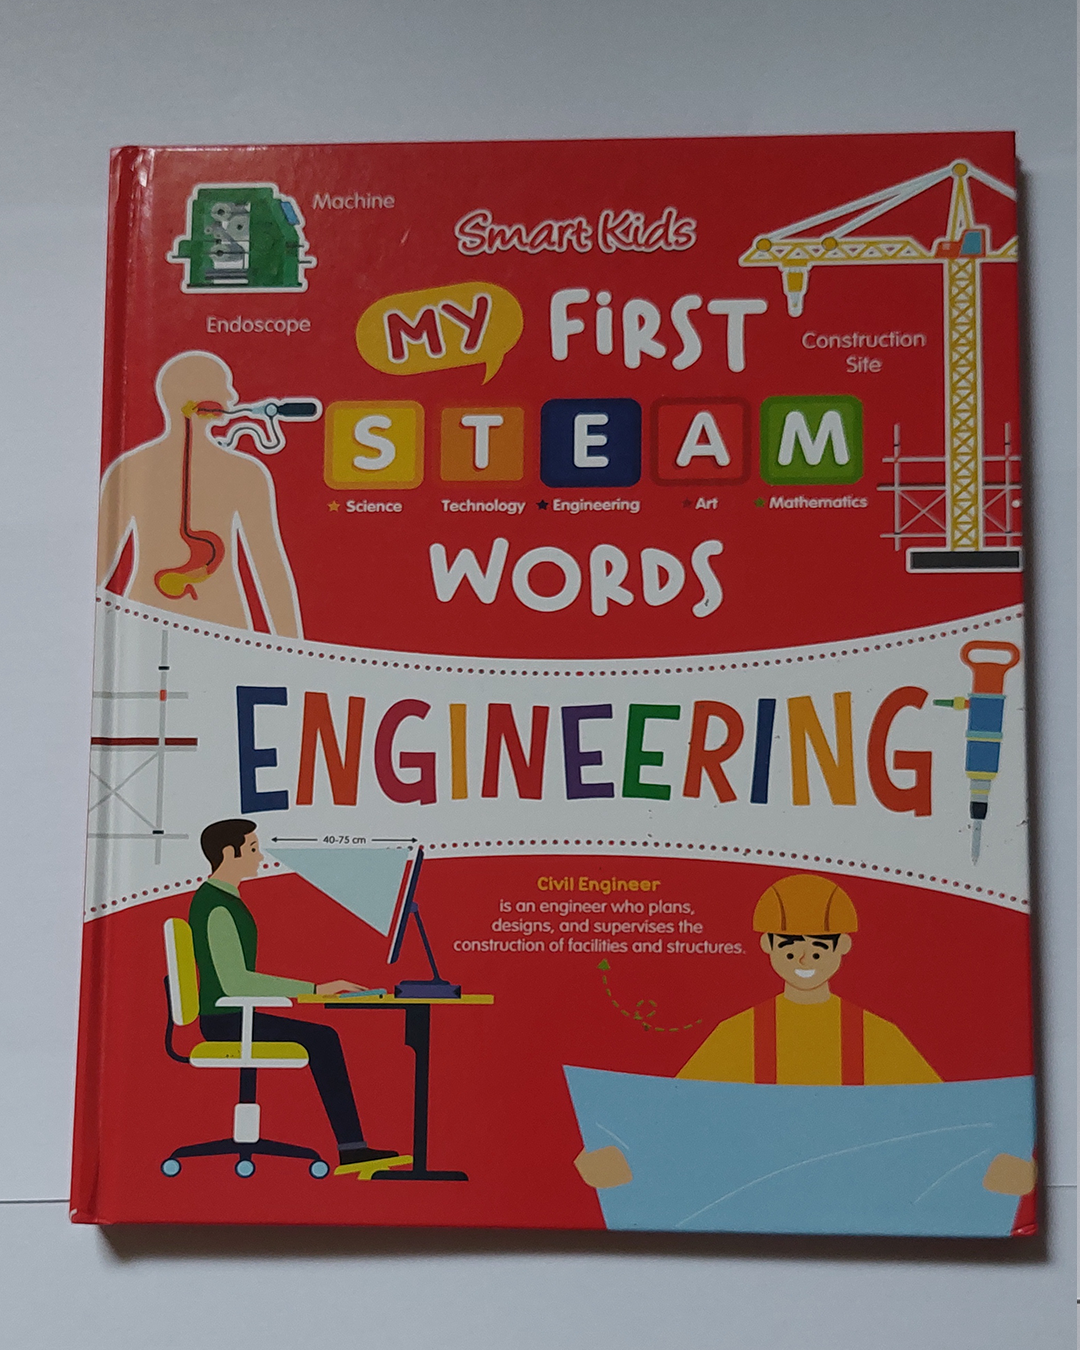 Machine
Smart Kids
Endoscope
MY FiRST
Construction
Site
S T E A M
Science Technology Engineering Art Mathematics
WORDS
ENGINEERING
40-75 cm
Civil Engineer
is an engineer who plans,
designs, and supervises the
construction of facilities and structures.